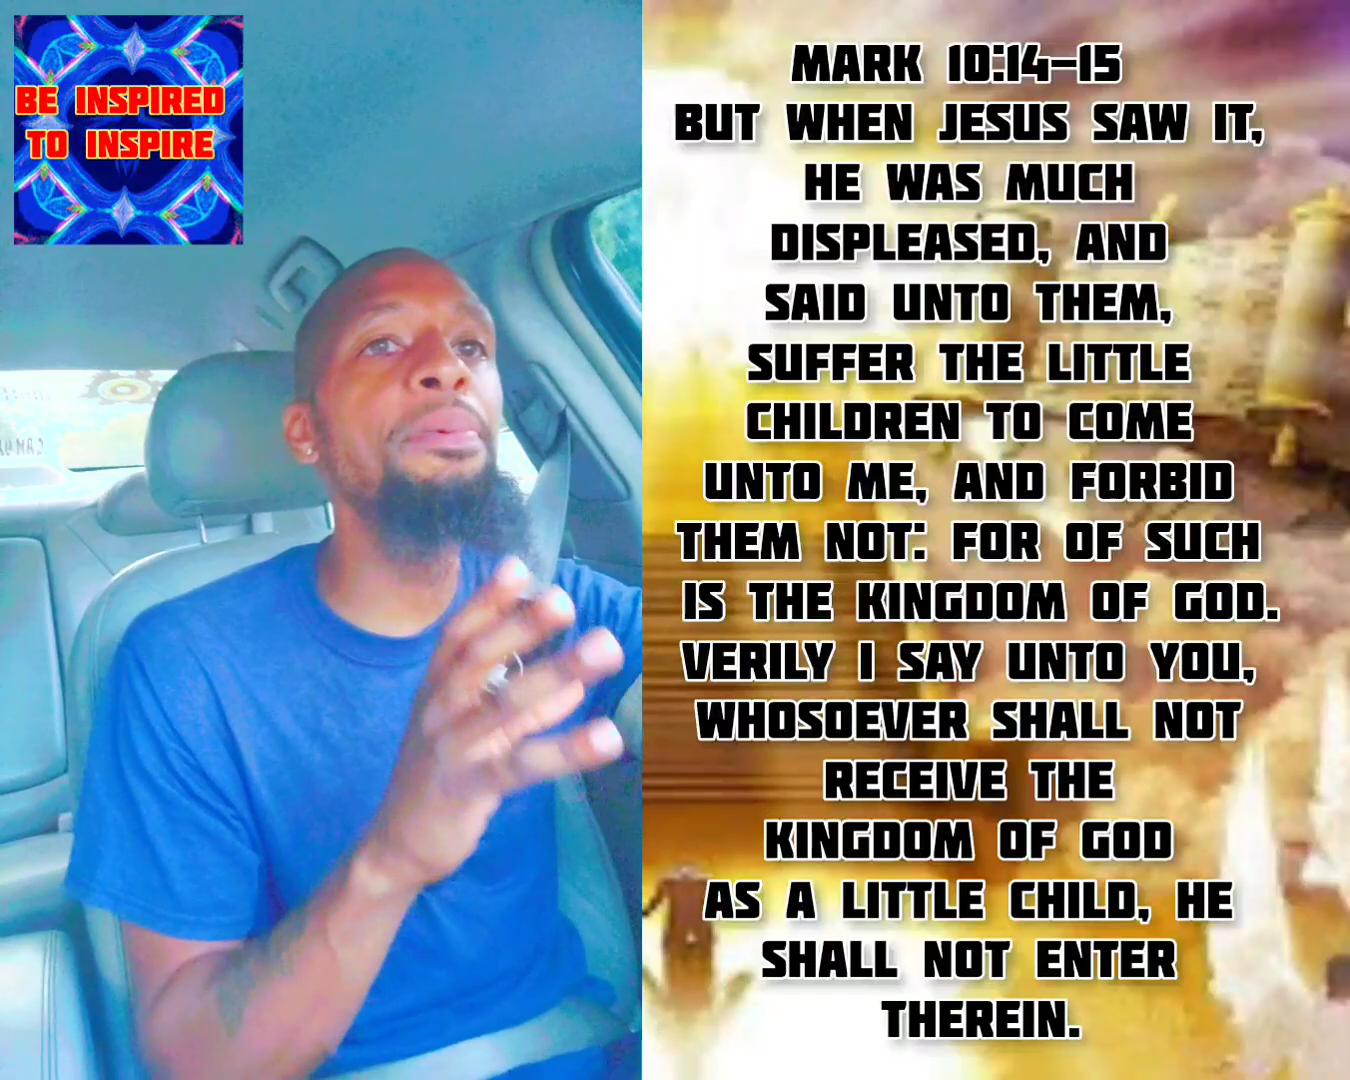 BE INSPIRED
TO INSPIRE
MARK 10:14-15
BUT WHEN JESUS SAW IT,
HE WAS MUCH
DISPLEASED, AND
SAID UNTO THEM,
SUFFER THE LITTLE
CHILDREN TO COME
UNTO ME, AND FORBID
THEM NOT: FOR OF SUCH
IS THE KINGDOM OF GOD.
VERILY I SAY UNTO YOU,
WHOSOEVER SHALL NOT
RECEIVE THE
KINGDOM OF GOD
AS A LITTLE CHILD, HE
SHALL NOT ENTER
THEREIN.